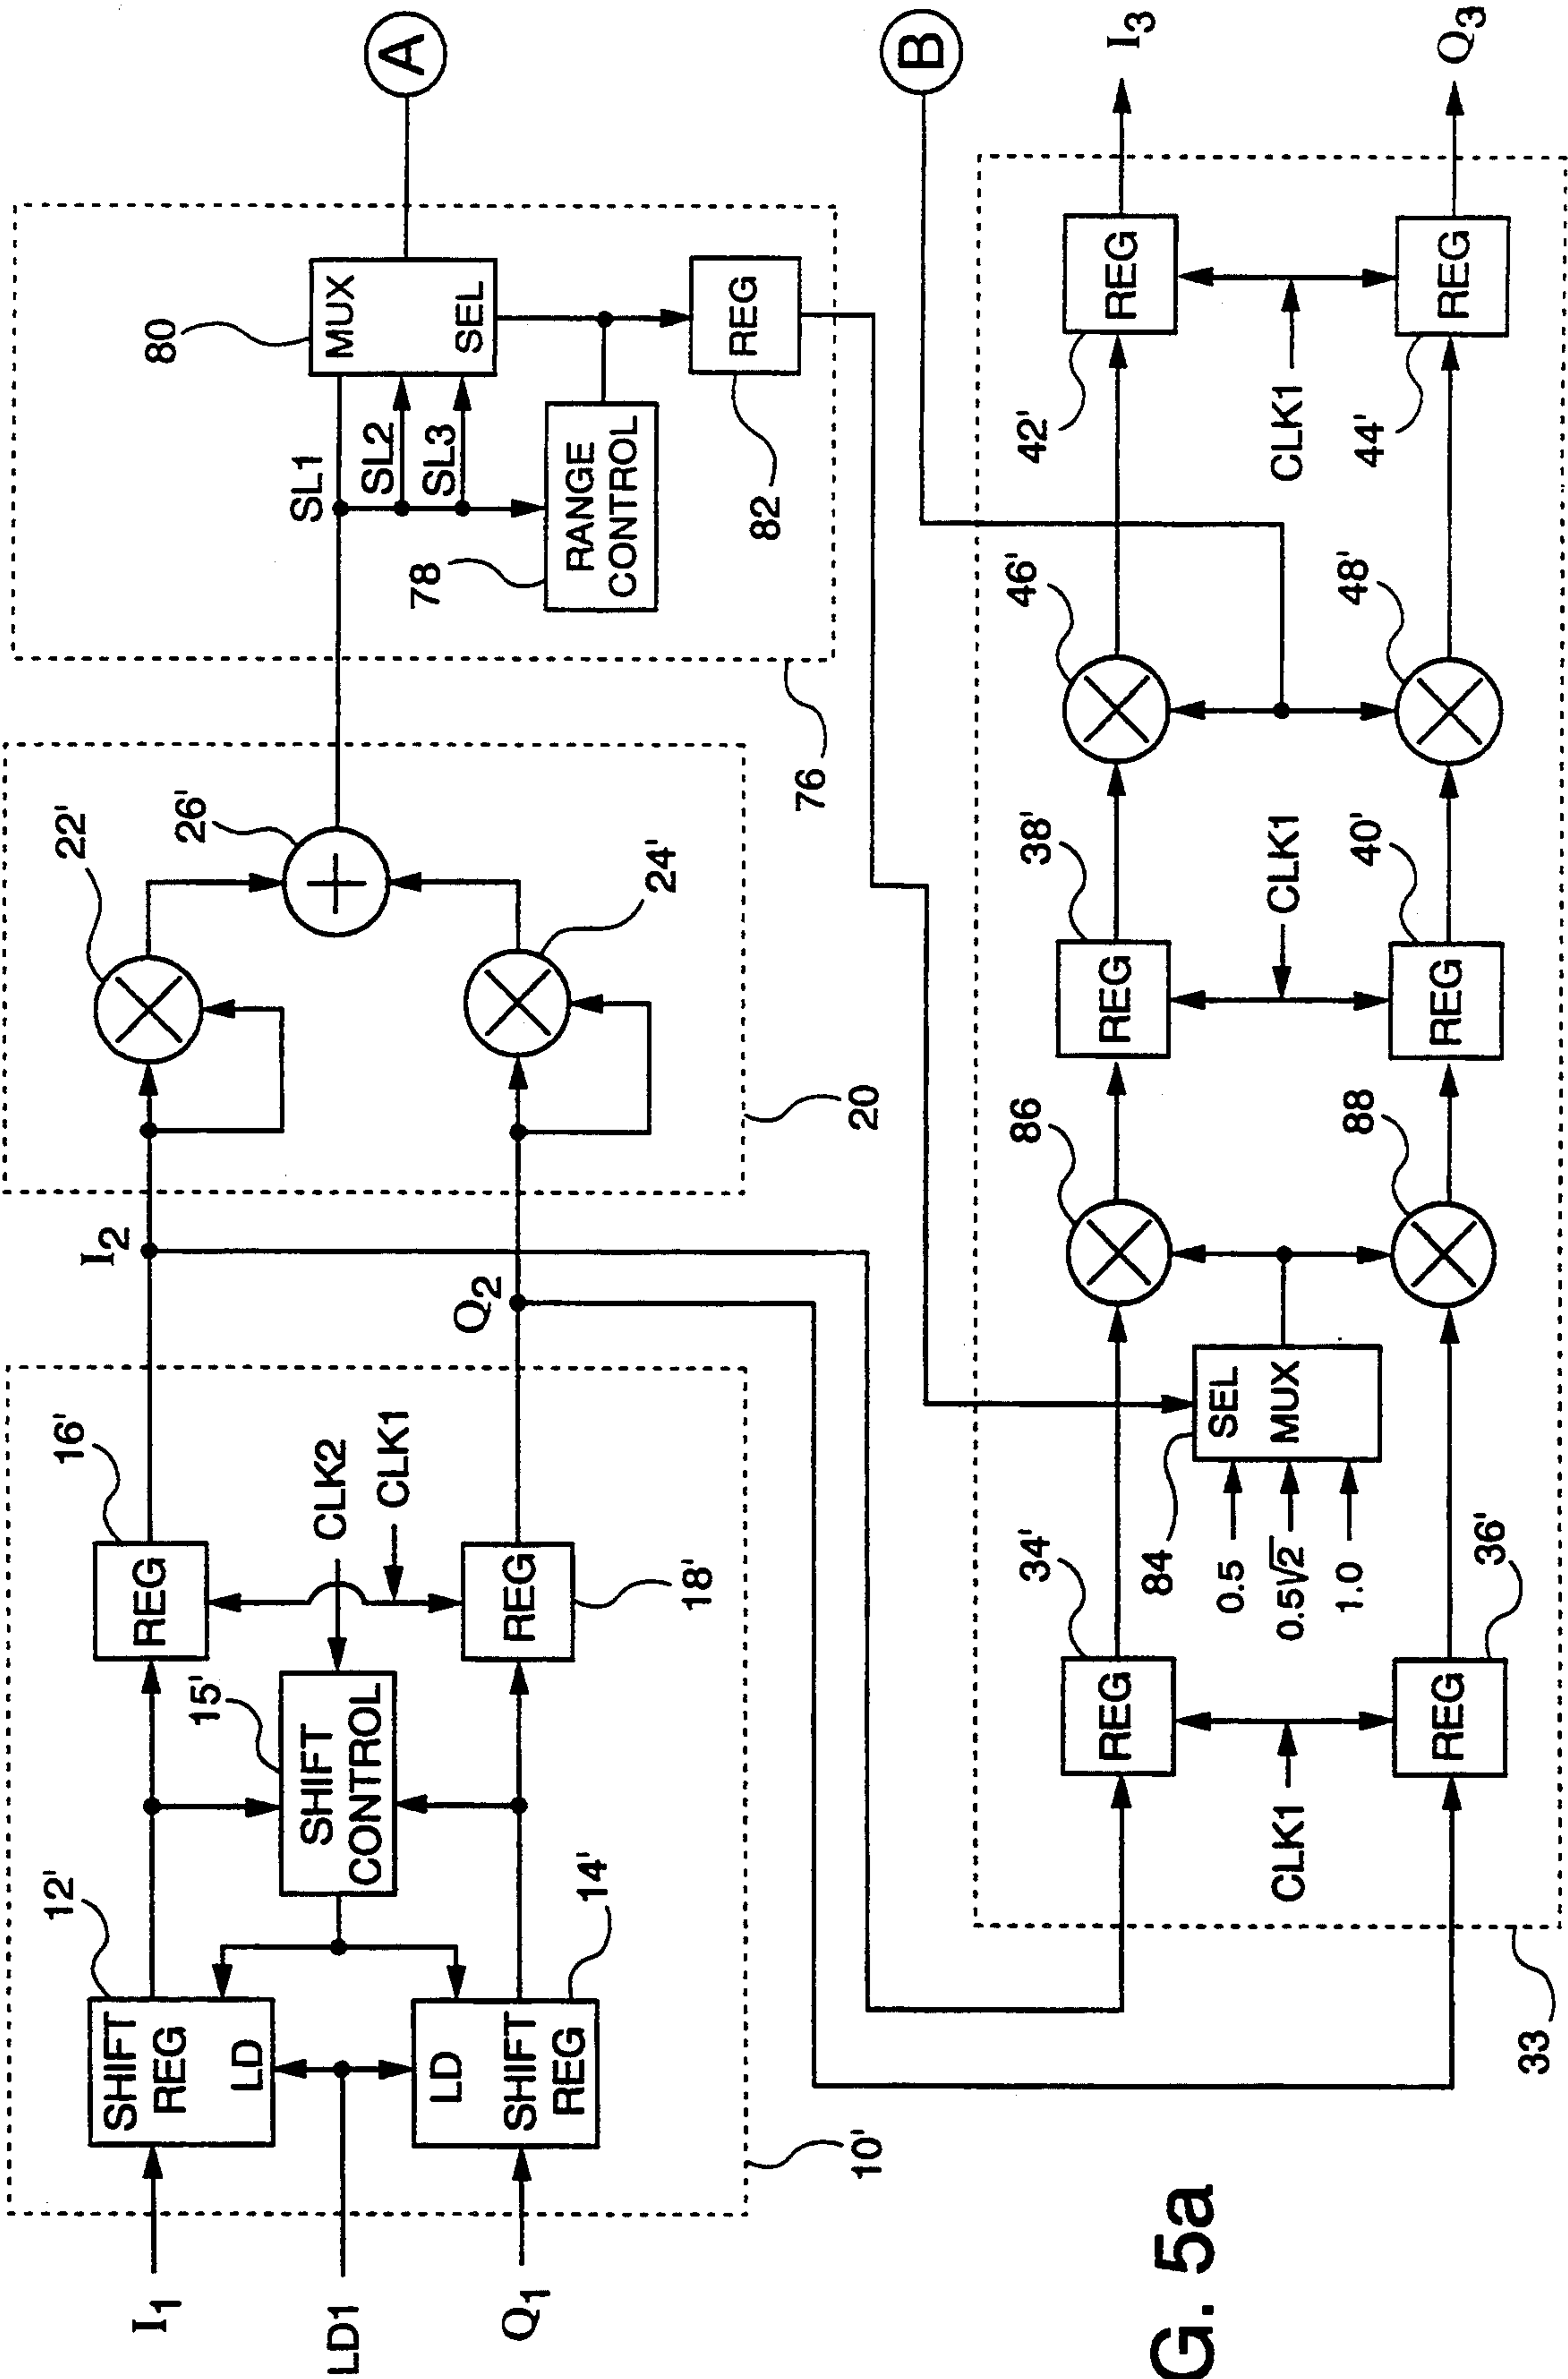 I1
LD1
Q1
12'
SHIFT
REG
LD
LD
SHIFT
REG
14'
15'
SHIFT
CONTROL
16'
REG
REG
18'
CLK2
CLK1
10'
I2
Q2
22'
26'
24'
20
SL1
SL2
SL3
80
MUX
SEL
78
RANGE
CONTROL
REG
82
76
A
B
34'
REG
CLK1
REG
36'
84
SEL
MUX
0.5
0.5√2
1.0
86
88
38'
REG
CLK1
REG
40'
46'
48'
42'
REG
CLK1
REG
44'
I3
Q3
33
G. 5a